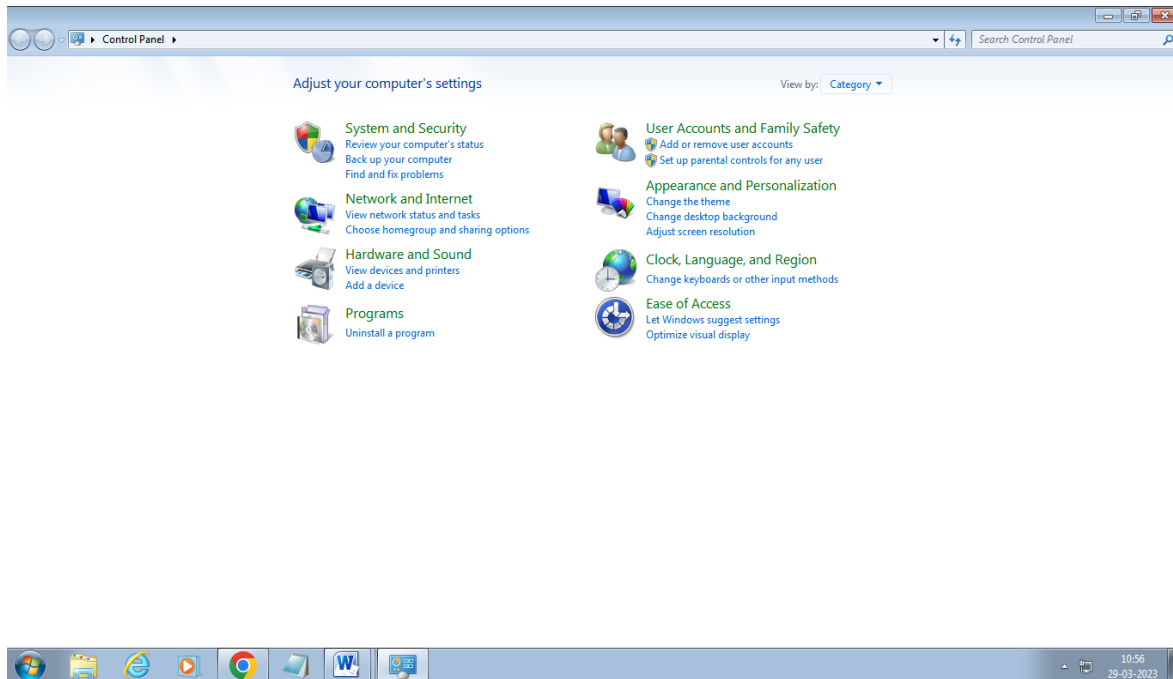 Control Panel
Search Control Panel
Adjust your computer's settings
View by: Category
System and Security
Review your computer's status
Back up your computer
Find and fix problems
Network and Internet
View network status and tasks
Choose homegroup and sharing options
Hardware and Sound
View devices and printers
Add a device
Programs
Uninstall a program
User Accounts and Family Safety
Add or remove user accounts
Set up parental controls for any user
Appearance and Personalization
Change the theme
Change desktop background
Adjust screen resolution
Clock, Language, and Region
Change keyboards or other input methods
Ease of Access
Let Windows suggest settings
Optimize visual display
W
10:56
29-03-2023